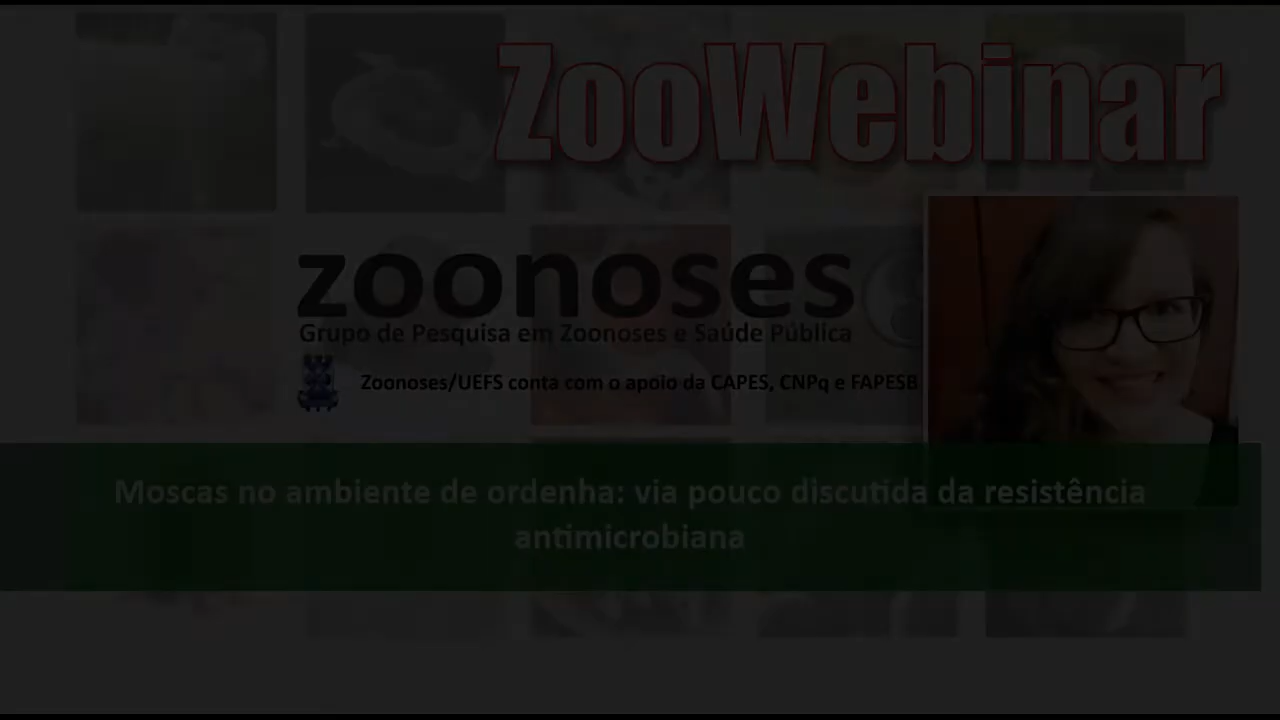 ZooWebinar
zoonoses
Grupo de Pesquisa em Zoonoses e Saúde Pública
Zoonoses/UEFS conta com o apoio da CAPES, CNPq e FAPESB
Moscas no ambiente de ordenha: via pouco discutida da resistência
antimicrobiana